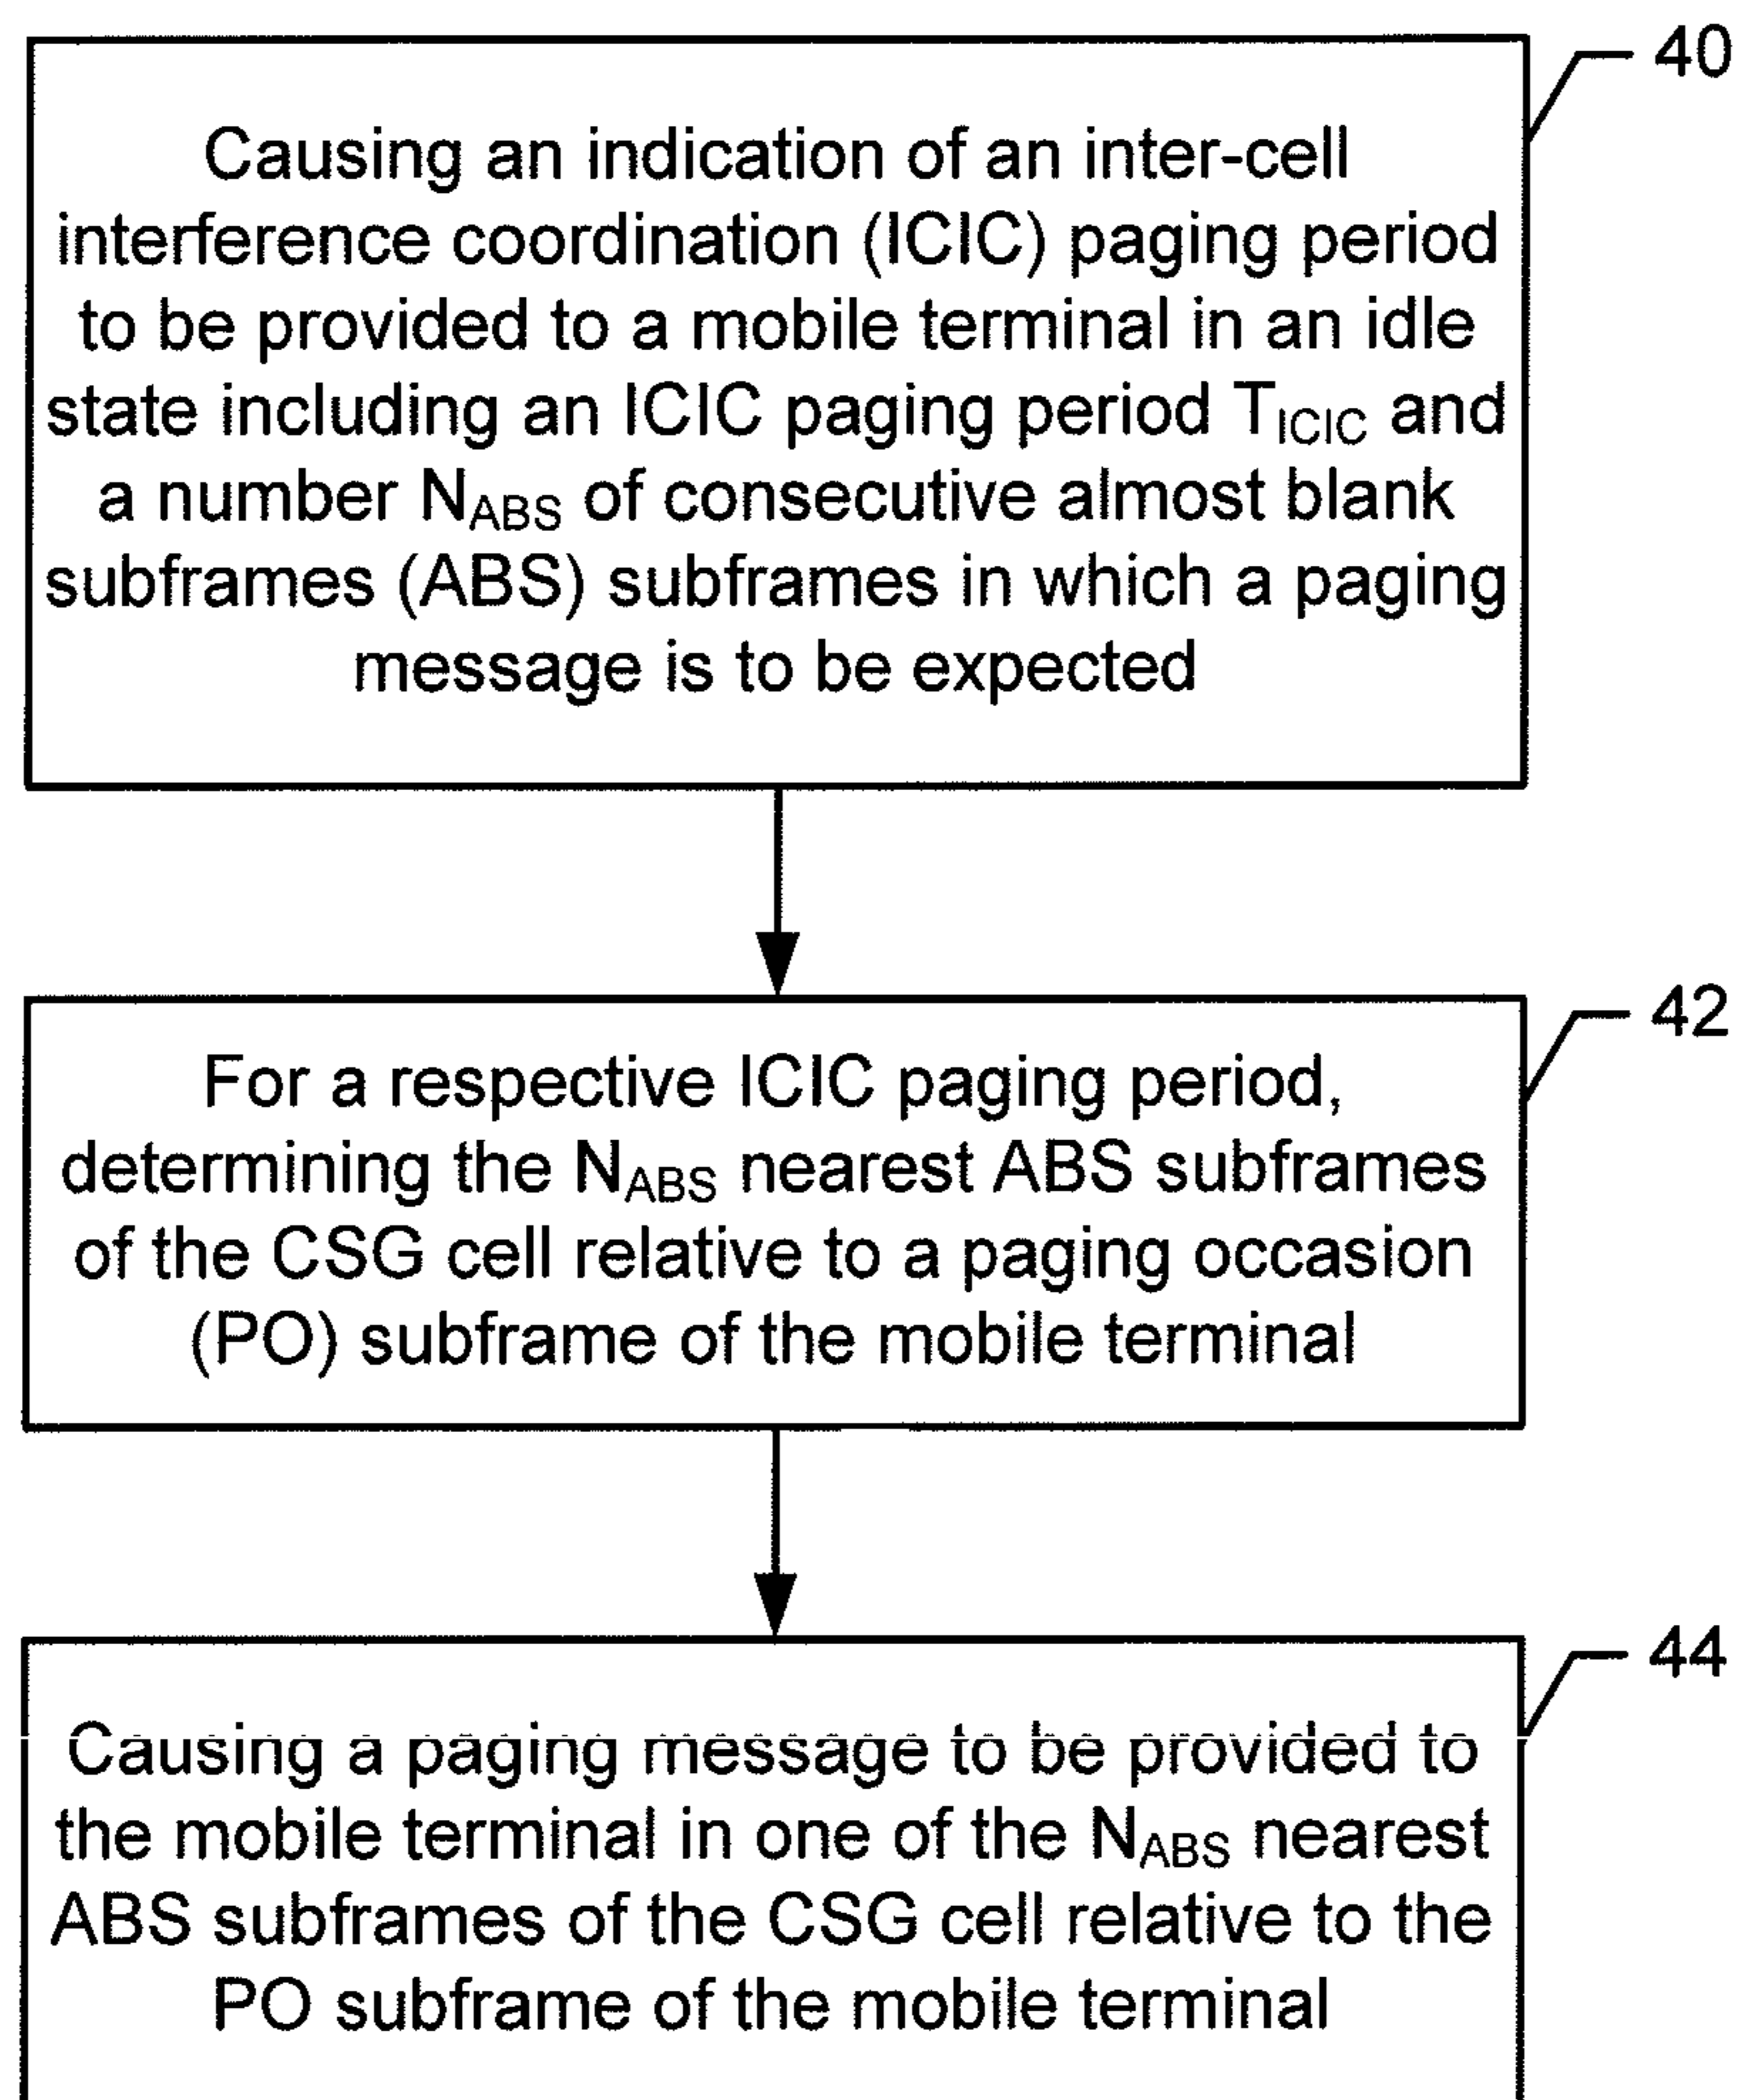 40
Causing an indication of an inter-cell
interference coordination (ICIC) paging period
to be provided to a mobile terminal in an idle
state including an ICIC paging period T_ICIC and
a number N_ABS of consecutive almost blank
subframes (ABS) subframes in which a paging
message is to be expected
42
For a respective ICIC paging period,
determining the N_ABS nearest ABS subframes
of the CSG cell relative to a paging occasion
(PO) subframe of the mobile terminal
44
Causing a paging message to be provided to
the mobile terminal in one of the N_ABS nearest
ABS subframes of the CSG cell relative to the
PO subframe of the mobile terminal